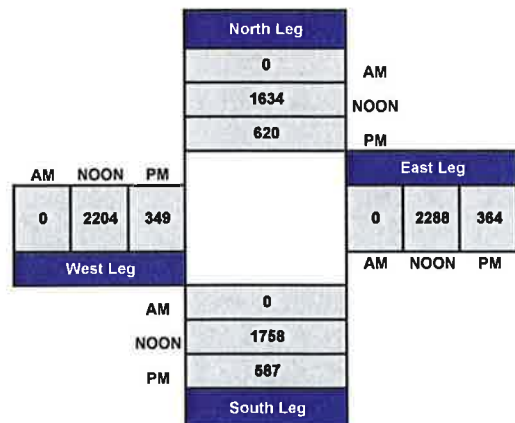 North Leg
0
AM
1634
NOON
620
PM
East Leg
AM NOON PM
0 2204 349
0 2288 364
West Leg
AM NOON PM
AM
0
NOON
1758
PM
587
South Leg